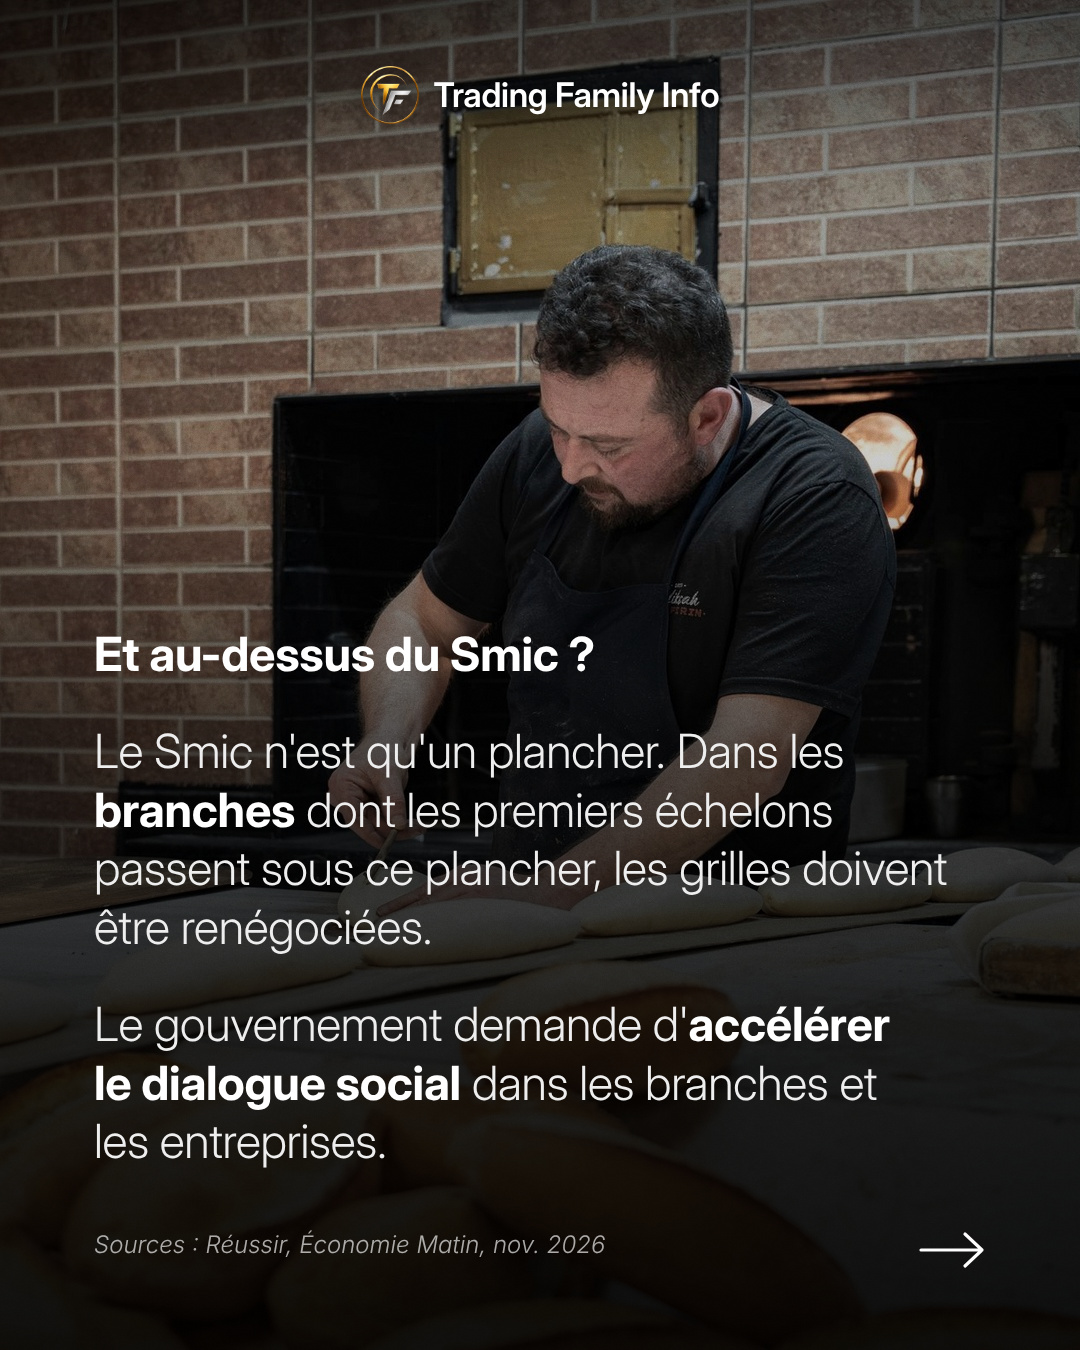 TF Trading Family Info
Et au-dessus du Smic ?
Le Smic n'est qu'un plancher. Dans les
branches dont les premiers échelons
passent sous ce plancher, les grilles doivent
être renégociées.
Le gouvernement demande d'accélérer
le dialogue social dans les branches et
les entreprises.
Sources : Réussir, Économie Matin, nov. 2026